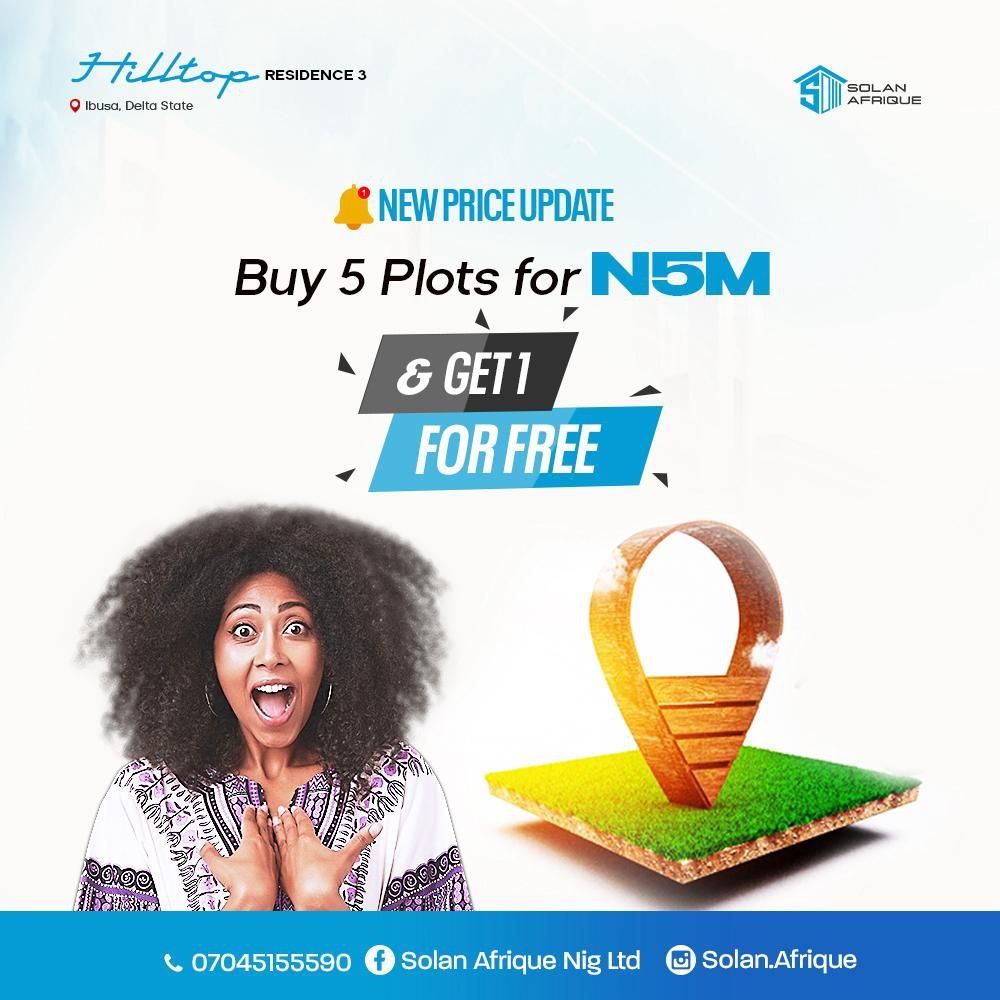 Hilltop RESIDENCE 3
Ibusa, Delta State
SOLAN
AFRIQUE
1
NEW PRICE UPDATE
Buy 5 Plots for N5M
& GET 1
FOR FREE
07045155590 Solan Afrique Nig Ltd Solan.Afrique